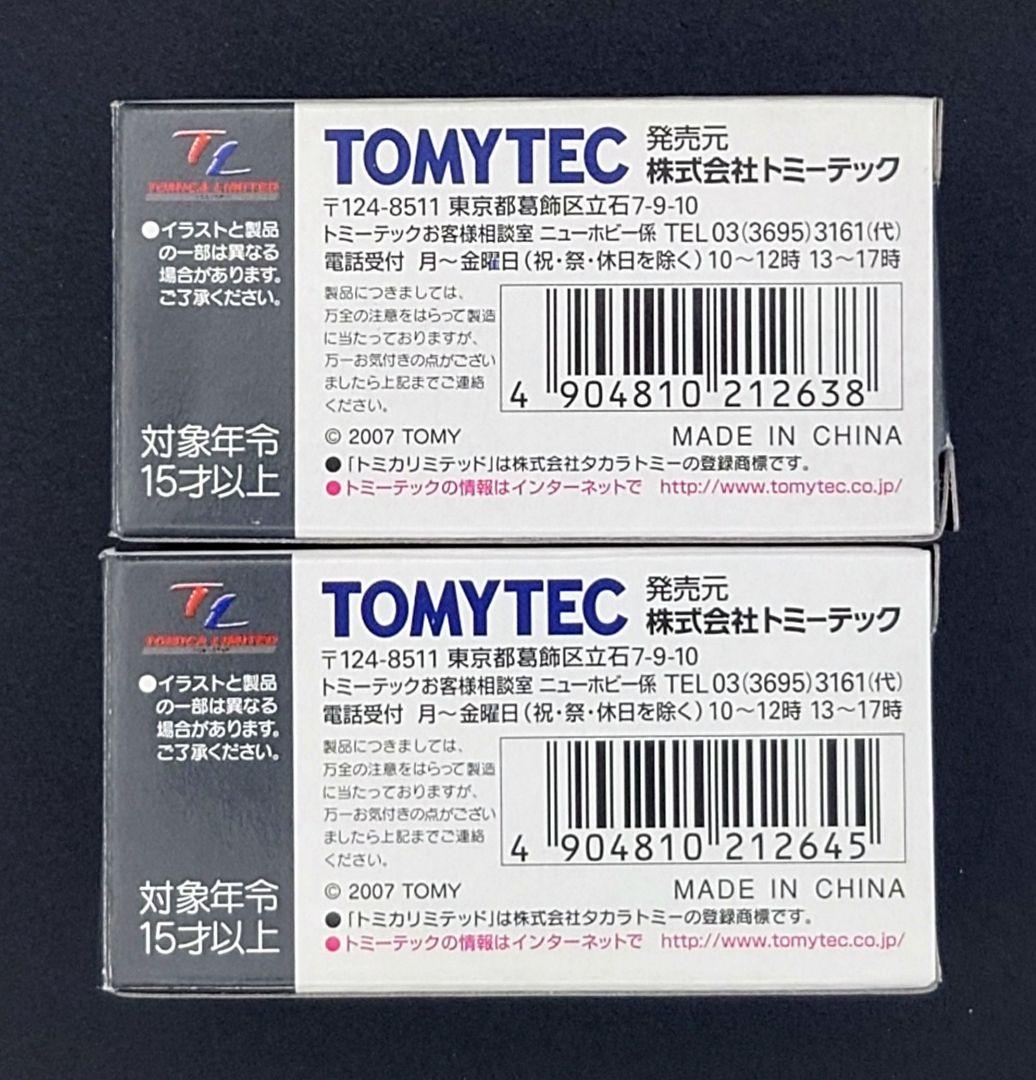 TL
TOMICA LIMITED
●イラストと製品
の一部は異なる
場合があります。
ご了承ください。
対象年令
15才以上
TOMYTEC
発売元
株式会社トミーテック
〒124-8511 東京都葛飾区立石7-9-10
トミーテックお客様相談室 ニューホビー係 TEL 03(3695)3161(代)
電話受付 月～金曜日(祝・祭・休日を除く) 10～12時 13～17時
製品につきましては、
万全の注意をはらって製造
に当たっておりますが、
万一お気付きの点がござい
ましたら上記までご連絡
ください。
4 904810 212638
© 2007 TOMY
MADE IN CHINA
●「トミカリミテッド」は株式会社タカラトミーの登録商標です。
●トミーテックの情報はインターネットで http://www.tomytec.co.jp/
TL
TOMICA LIMITED
●イラストと製品
の一部は異なる
場合があります。
ご了承ください。
対象年令
15才以上
TOMYTEC
発売元
株式会社トミーテック
〒124-8511 東京都葛飾区立石7-9-10
トミーテックお客様相談室 ニューホビー係 TEL 03(3695)3161(代)
電話受付 月～金曜日(祝・祭・休日を除く) 10～12時 13～17時
製品につきましては、
万全の注意をはらって製造
に当たっておりますが、
万一お気付きの点がござい
ましたら上記までご連絡
ください。
4 904810 212645
© 2007 TOMY
MADE IN CHINA
●「トミカリミテッド」は株式会社タカラトミーの登録商標です。
●トミーテックの情報はインターネットで http://www.tomytec.co.jp/